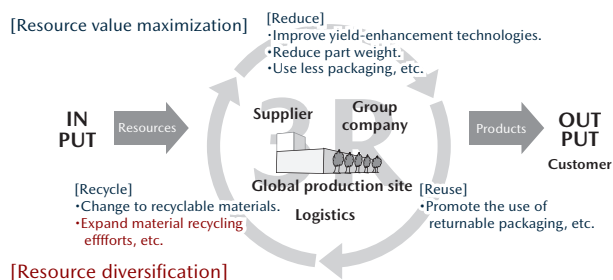 [Resource value maximization]
[Reduce]
•Improve yield-enhancement technologies.
•Reduce part weight.
•Use less packaging, etc.
3R
IN
PUT
Resources
Supplier
Group
company
Products
OUT
PUT
Customer
Global production site
Logistics
[Recycle]
•Change to recyclable materials.
•Expand material recycling
effforts, etc.
[Reuse]
•Promote the use of
returnable packaging, etc.
[Resource diversification]